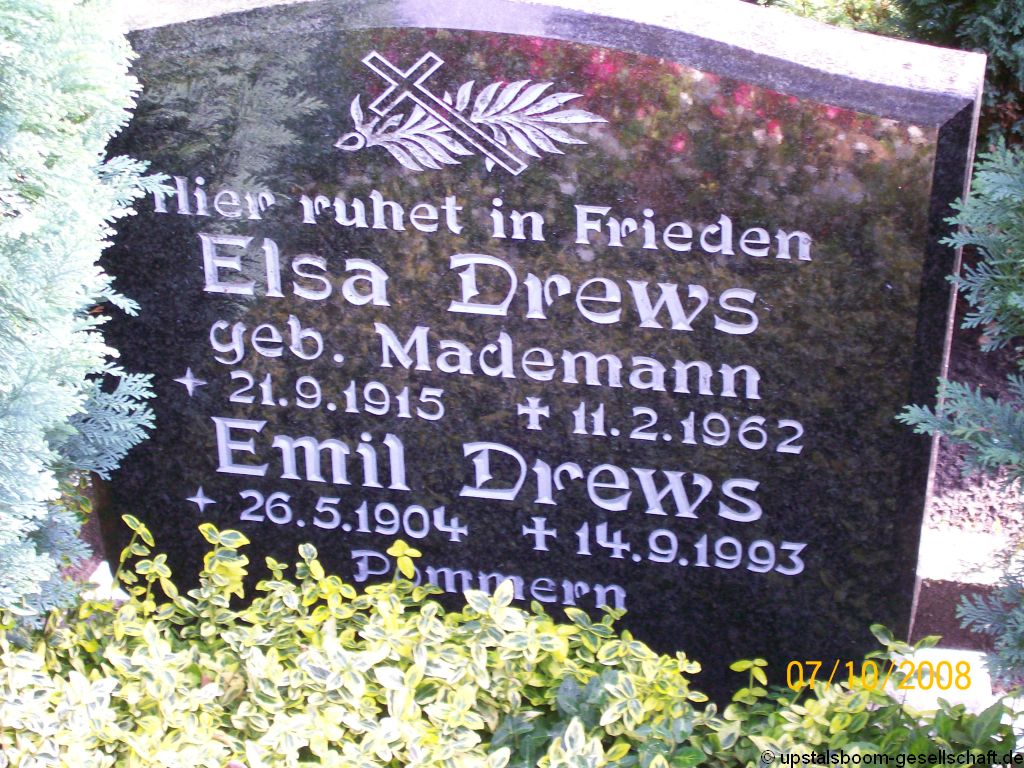 Hier ruhet in Frieden
Elsa Drews
geb. Mademann
21.9.1915 11.2.1962
Emil Drews
26.5.1904 14.9.1993
Pommern
07/10/2008
© upstalsboom-gesellschaft.de